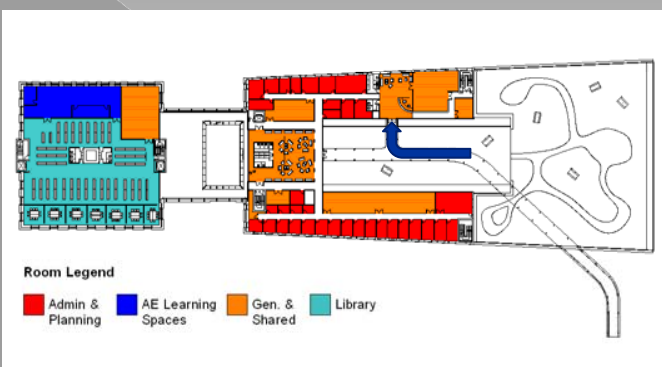 Room Legend
Admin &
Planning
AE Learning
Spaces
Gen. &
Shared
Library